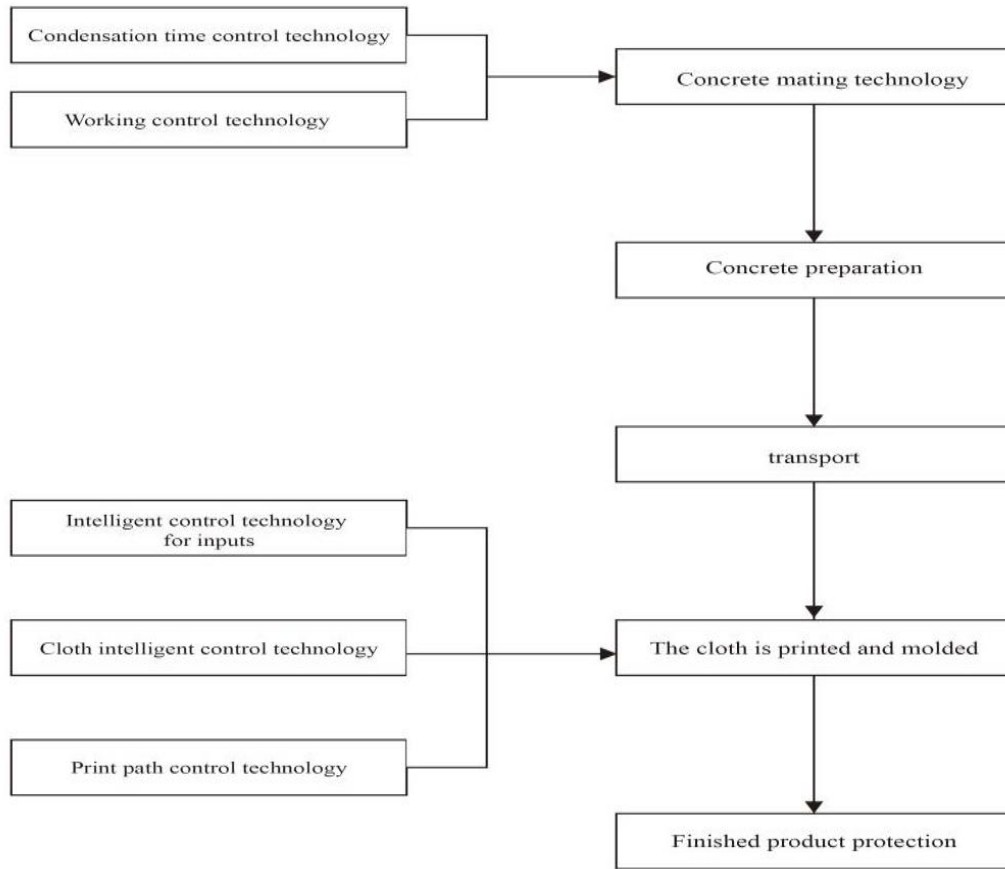 Condensation time control technology
Working control technology
Concrete mating technology
Concrete preparation
transport
Intelligent control technology
for inputs
Cloth intelligent control technology
The cloth is printed and molded
Print path control technology
Finished product protection